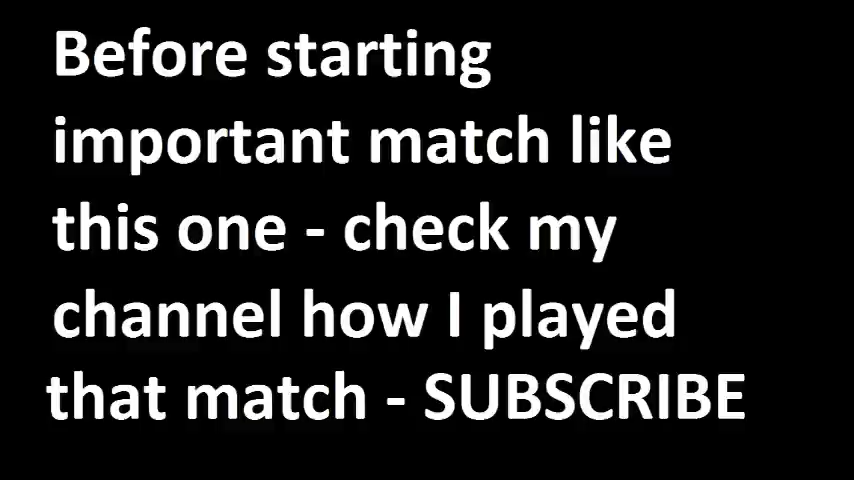 Before starting
important match like
this one - check my
channel how I played
that match - SUBSCRIBE